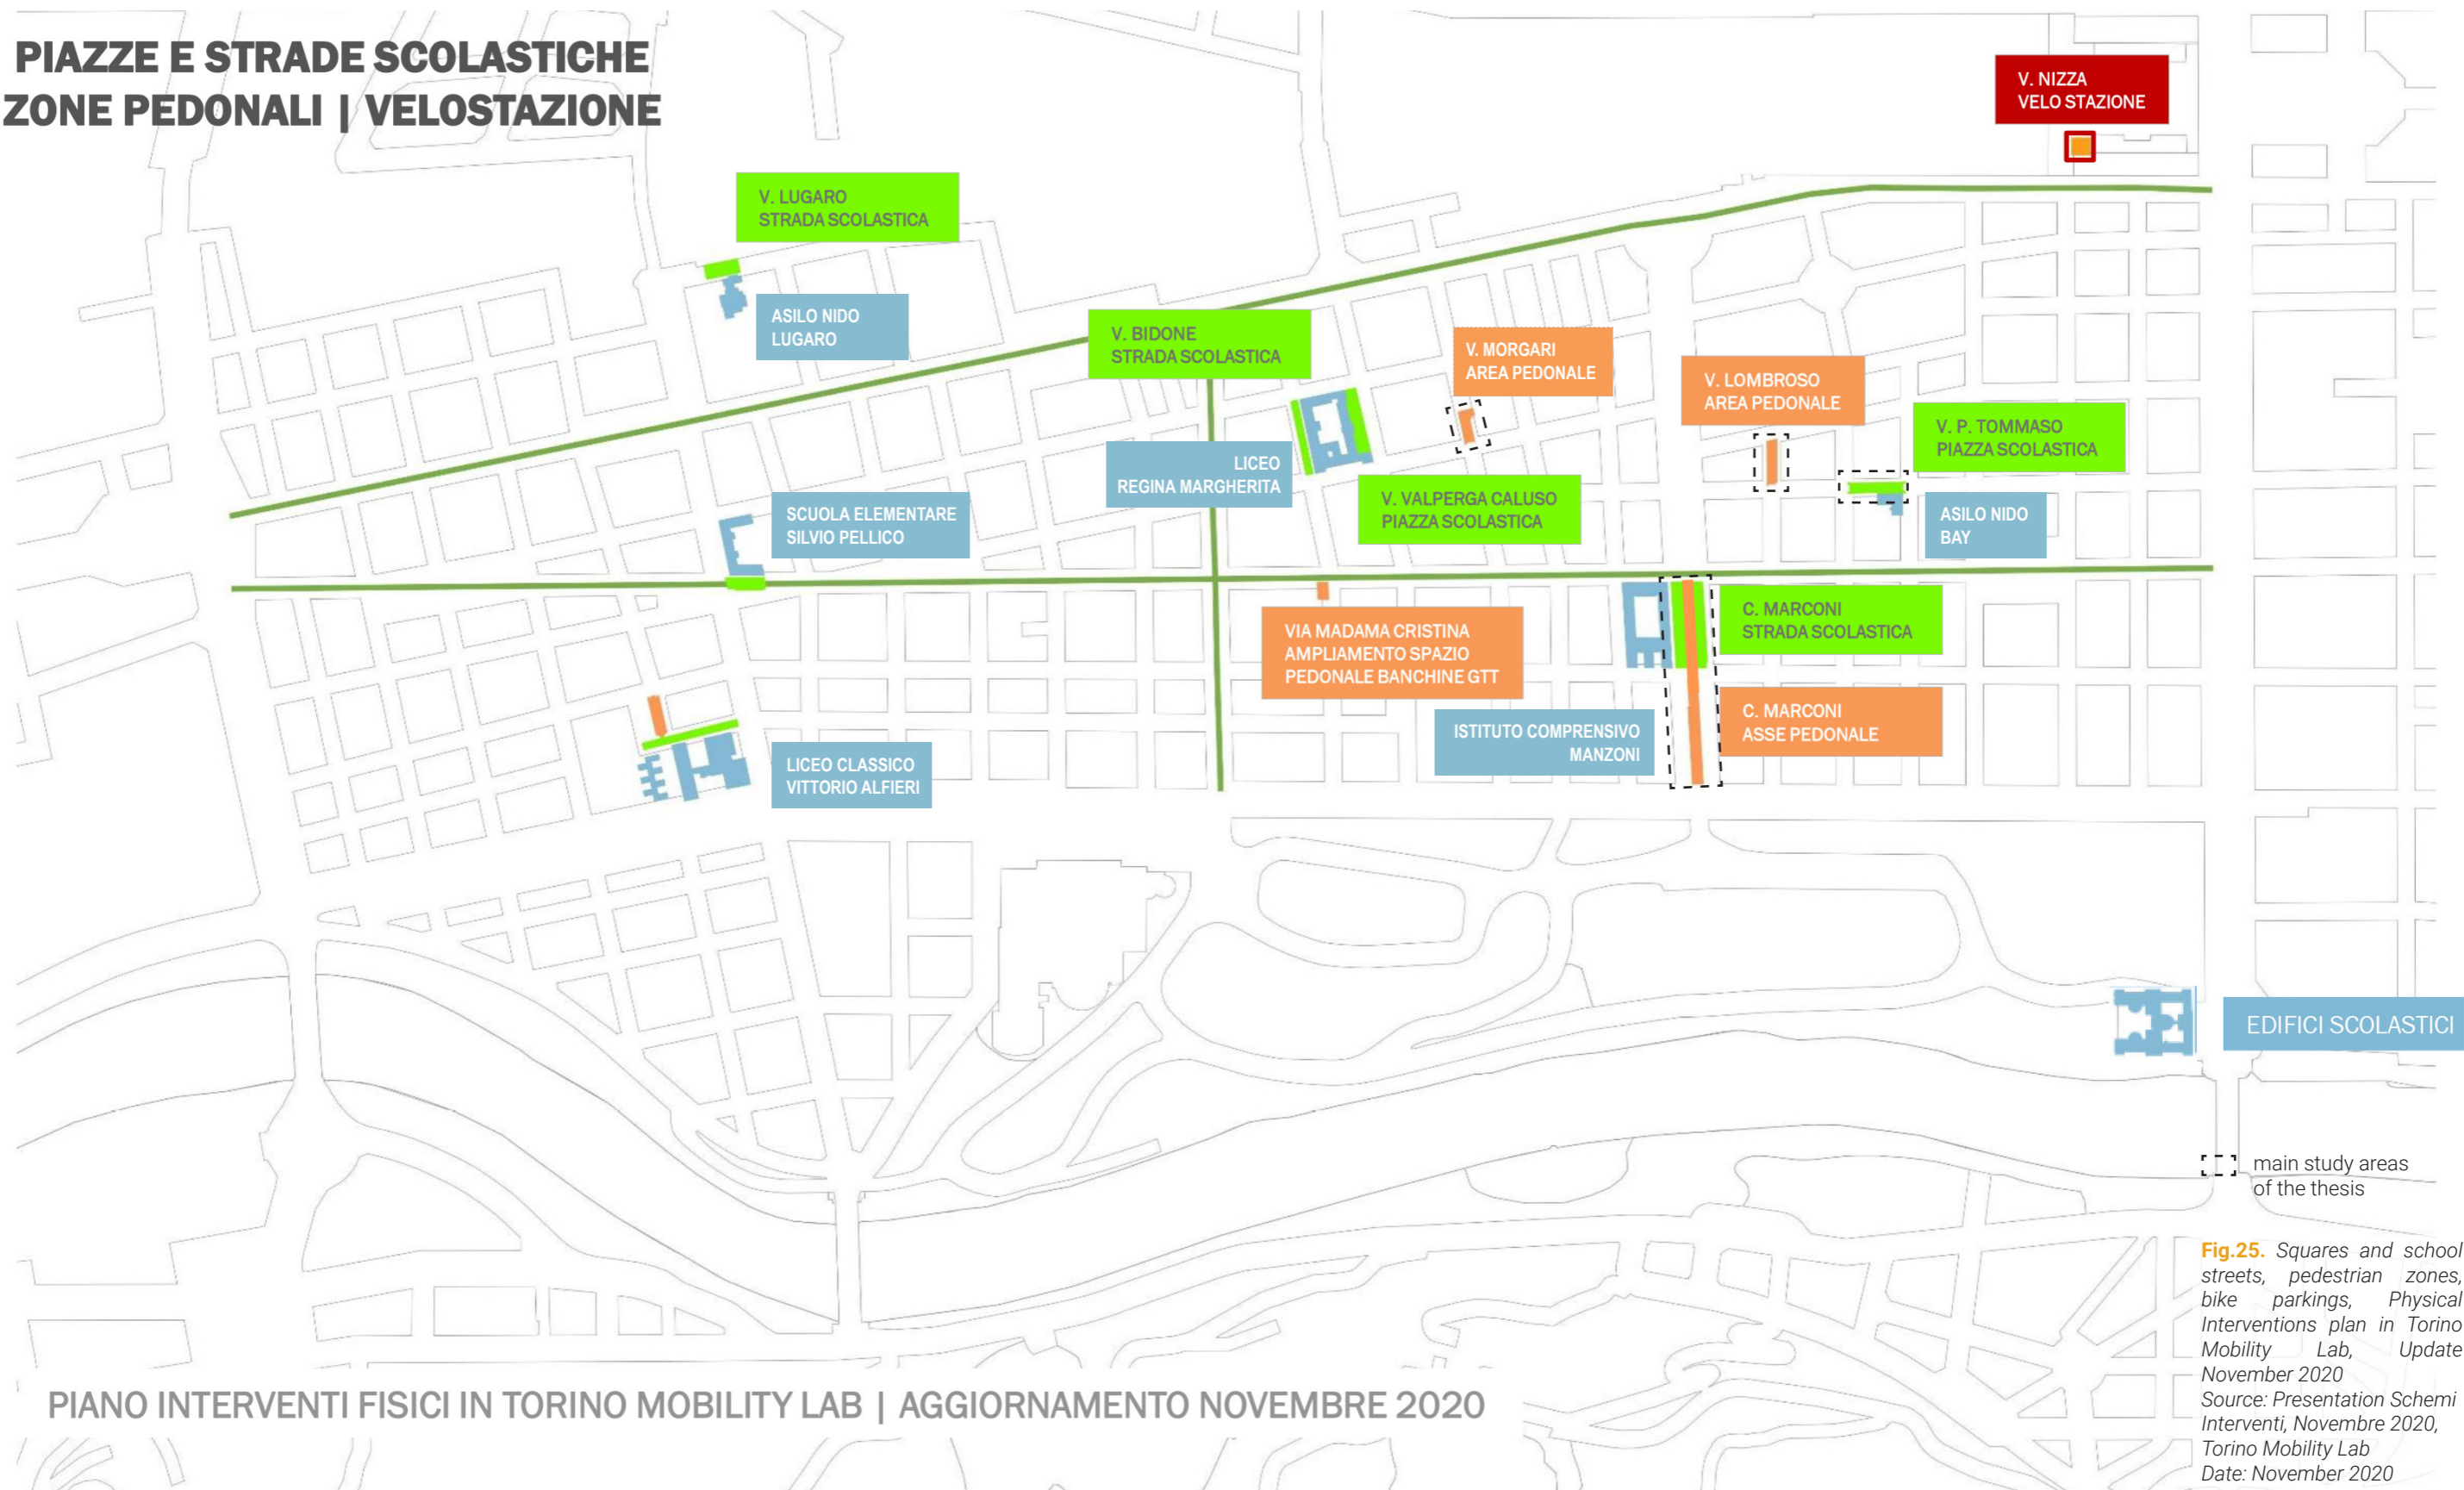 PIAZZE E STRADE SCOLASTICHE
ZONE PEDONALI | VELOSTAZIONE
V. NIZZA
VELO STAZIONE
V. LUGARO
STRADA SCOLASTICA
ASILO NIDO
LUGARO
V. BIDONE
STRADA SCOLASTICA
V. MORGARI
AREA PEDONALE
V. LOMBROSO
AREA PEDONALE
V. P. TOMMASO
PIAZZA SCOLASTICA
LICEO
REGINA MARGHERITA
V. VALPERGA CALUSO
PIAZZA SCOLASTICA
SCUOLA ELEMENTARE
SILVIO PELLICO
ASILO NIDO
BAY
C. MARCONI
STRADA SCOLASTICA
VIA MADAMA CRISTINA
AMPLIAMENTO SPAZIO
PEDONALE BANCHINE GTT
C. MARCONI
ASSE PEDONALE
ISTITUTO COMPRENSIVO
MANZONI
LICEO CLASSICO
VITTORIO ALFIERI
EDIFICI SCOLASTICI
main study areas
of the thesis
Fig.25. Squares and school
streets, pedestrian zones,
bike parkings, Physical
Interventions plan in Torino
Mobility Lab, Update
November 2020
Source: Presentation Schemi
Interventi, Novembre 2020,
Torino Mobility Lab
Date: November 2020
PIANO INTERVENTI FISICI IN TORINO MOBILITY LAB | AGGIORNAMENTO NOVEMBRE 2020